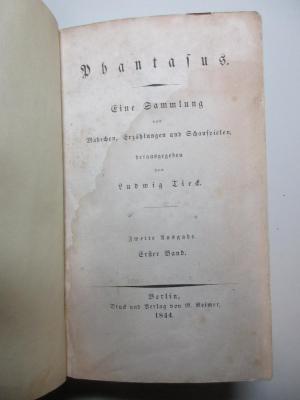 Phantasus.
Eine Sammlung
von
Mährchen, Erzählungen und Schauspielen,
herausgegeben
von
Ludwig Tieck.
Zweite Ausgabe
Erster Band.
Berlin,
Druck und Verlag von G. Reimer,
1844.